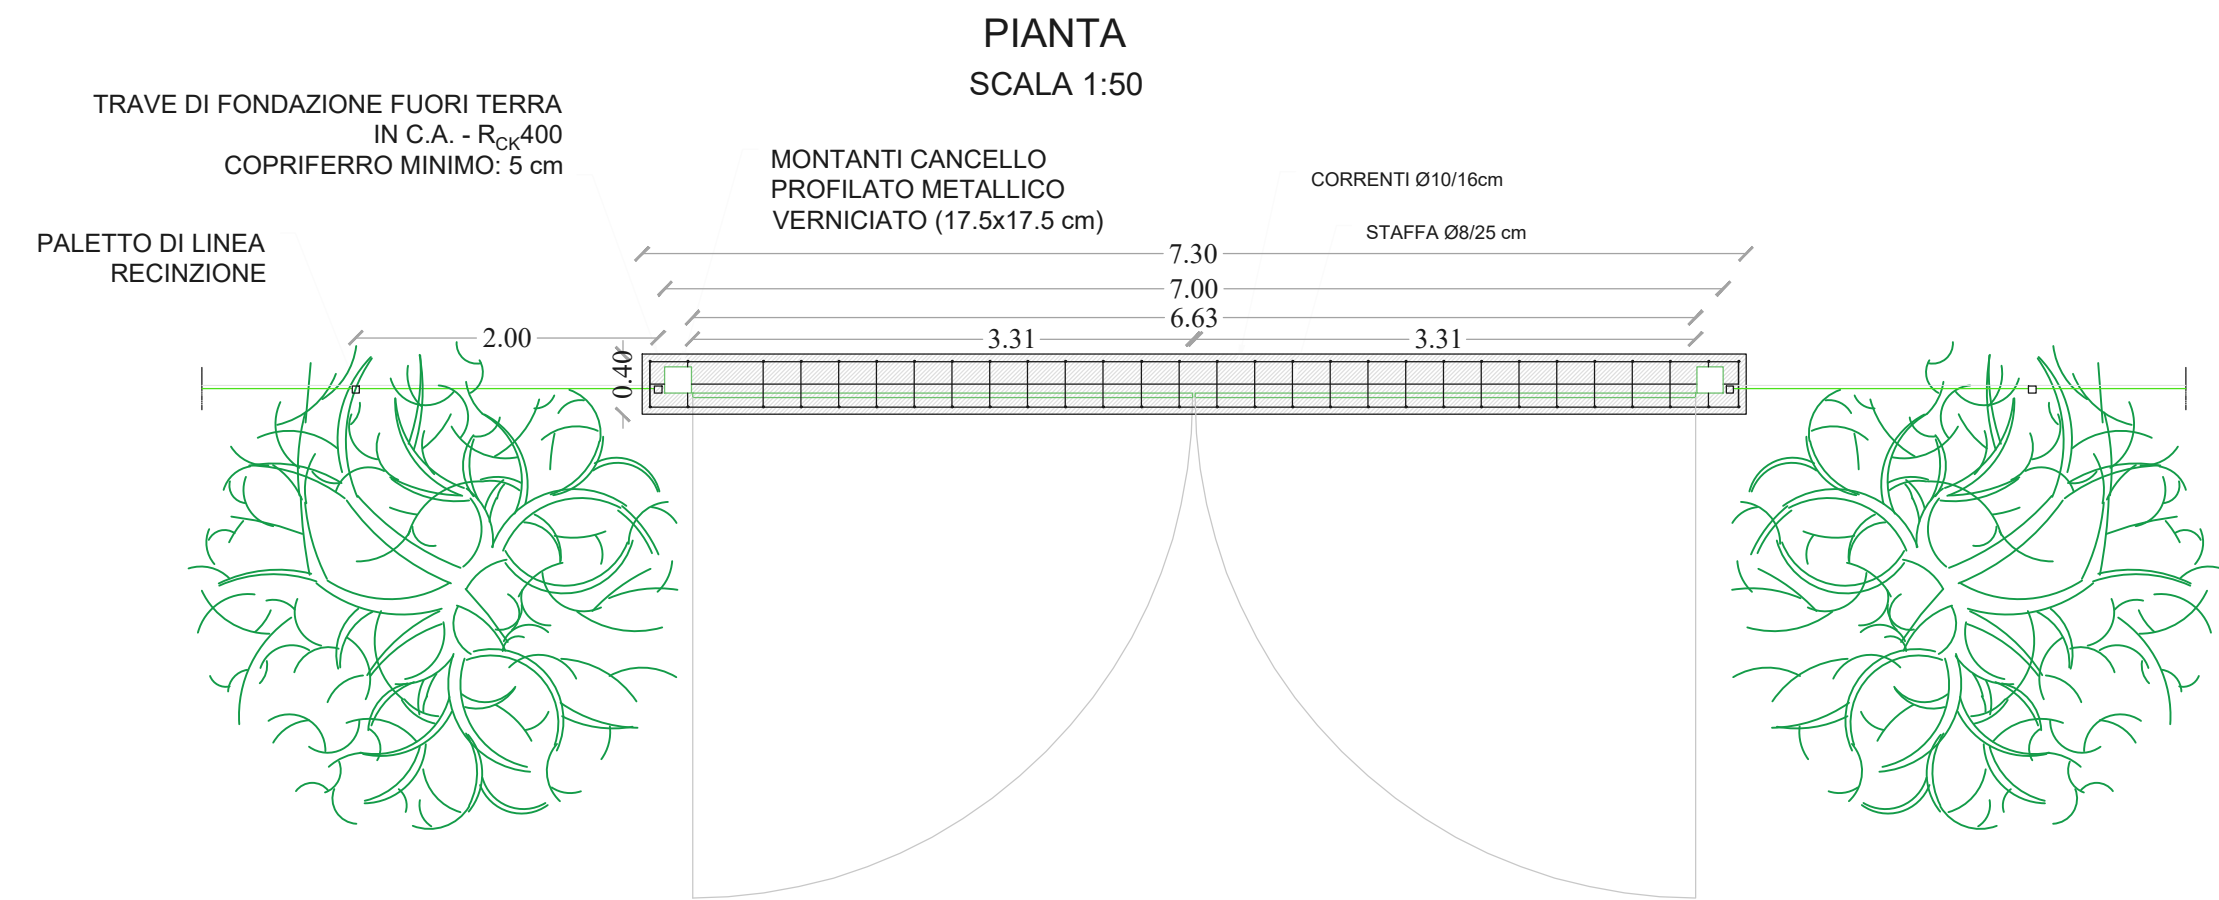 PIANTA
SCALA 1:50
TRAVE DI FONDAZIONE FUORI TERRA
IN C.A. - RCK400
COPRIFERRO MINIMO: 5 cm
MONTANTI CANCELLO
PROFILATO METALLICO
VERNICIATO (17.5x17.5 cm)
CORRENTI Ø10/16cm
STAFFA Ø8/25 cm
PALETTO DI LINEA
RECINZIONE
7.30
7.00
6.63
2.00
3.31
3.31
0.40